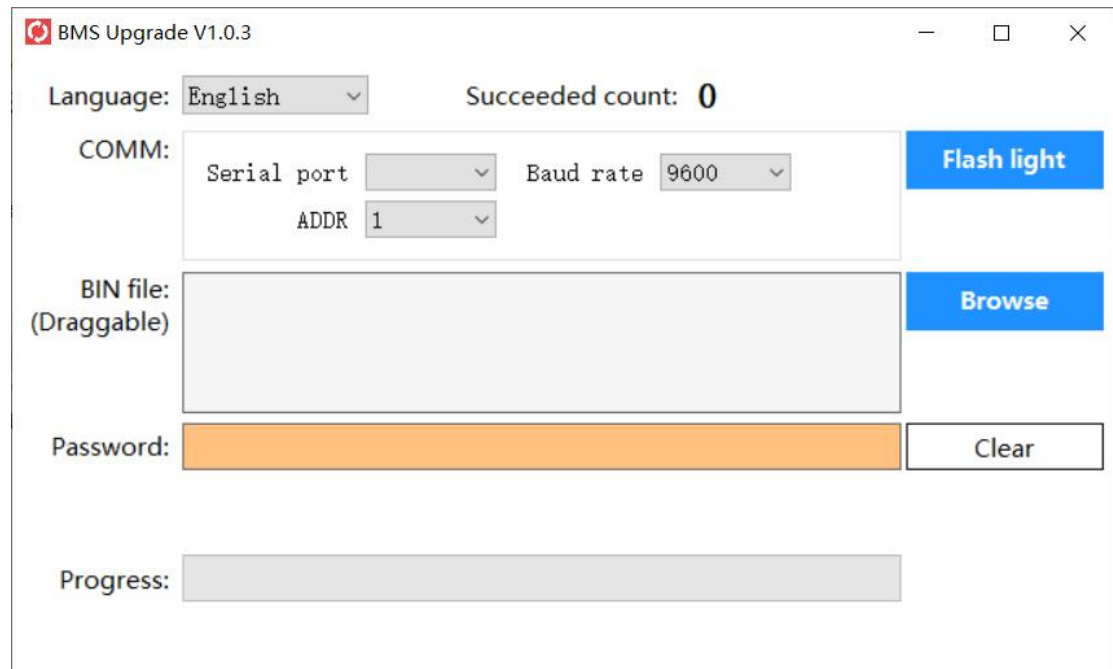 BMS Upgrade V1.0.3
Language: English Succeeded count: 0
COMM:
Serial port Baud rate 9600
Flash light
ADDR 1
BIN file:
(Draggable)
Browse
Password:
Clear
Progress: